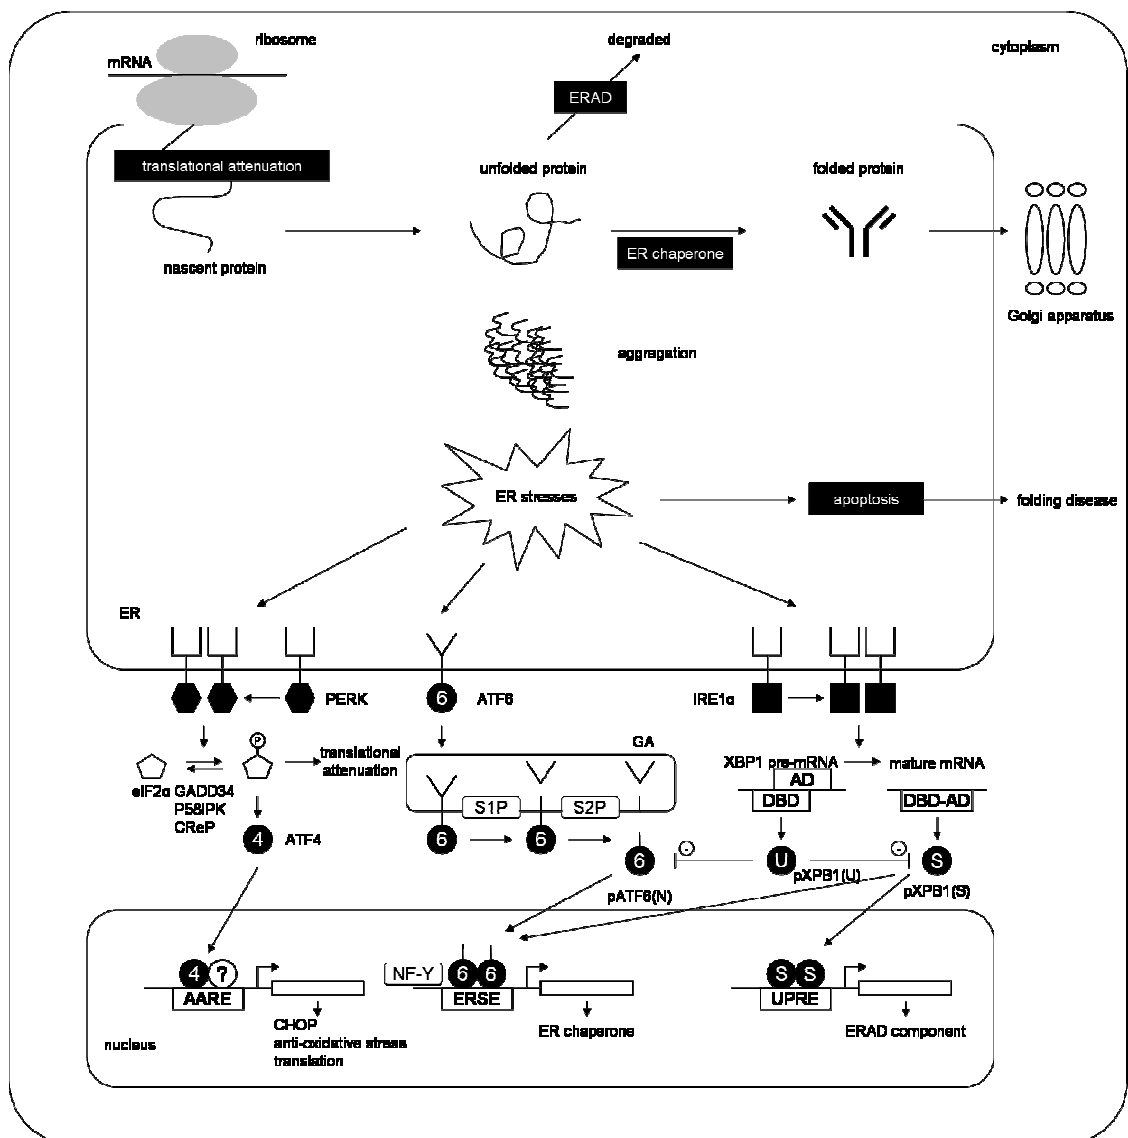 ribosome
mRNA
degraded
cytoplasm
ERAD
translational attenuation
unfolded protein
folded protein
ER chaperone
nascent protein
Golgi apparatus
aggregation
ER stresses
apoptosis
folding disease
ER
PERK
6
ATF6
IRE1α
P
translational
attenuation
GA
XBP1 pre-mRNA
mature mRNA
AD
DBD
DBD-AD
eIF2α GADD34
P58IPK
CReP
S1P
S2P
4
ATF4
6
6
6
-
U
-
S
pATF6(N)
pXPB1(U)
pXPB1(S)
4
?
AARE
NF-Y
6
6
ERSE
S
S
UPRE
CHOP
anti-oxidative stress
translation
ER chaperone
ERAD component
nucleus